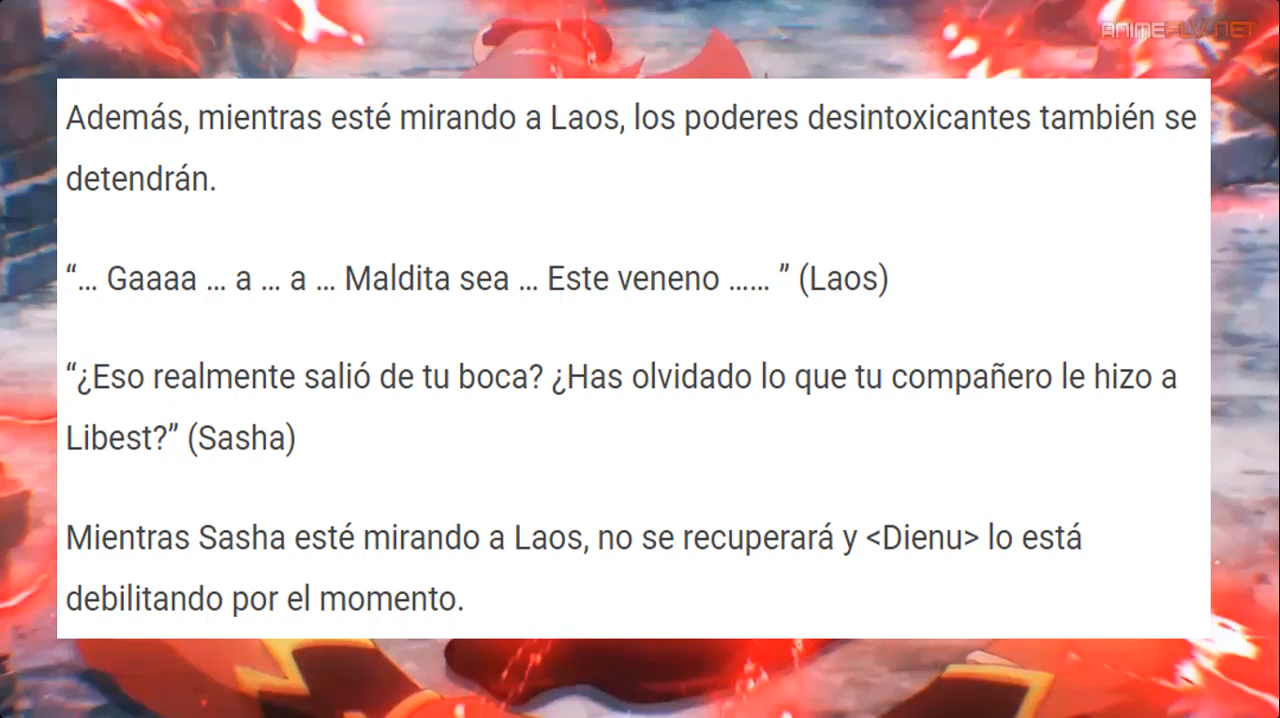 ANIMEFLV.NET
Además, mientras esté mirando a Laos, los poderes desintoxicantes también se
detendrán.
“… Gaaaa … a … a … Maldita sea … Este veneno …… ” (Laos)
“¿Eso realmente salió de tu boca? ¿Has olvidado lo que tu compañero le hizo a
Libest?” (Sasha)
Mientras Sasha esté mirando a Laos, no se recuperará y <Dienu> lo está
debilitando por el momento.